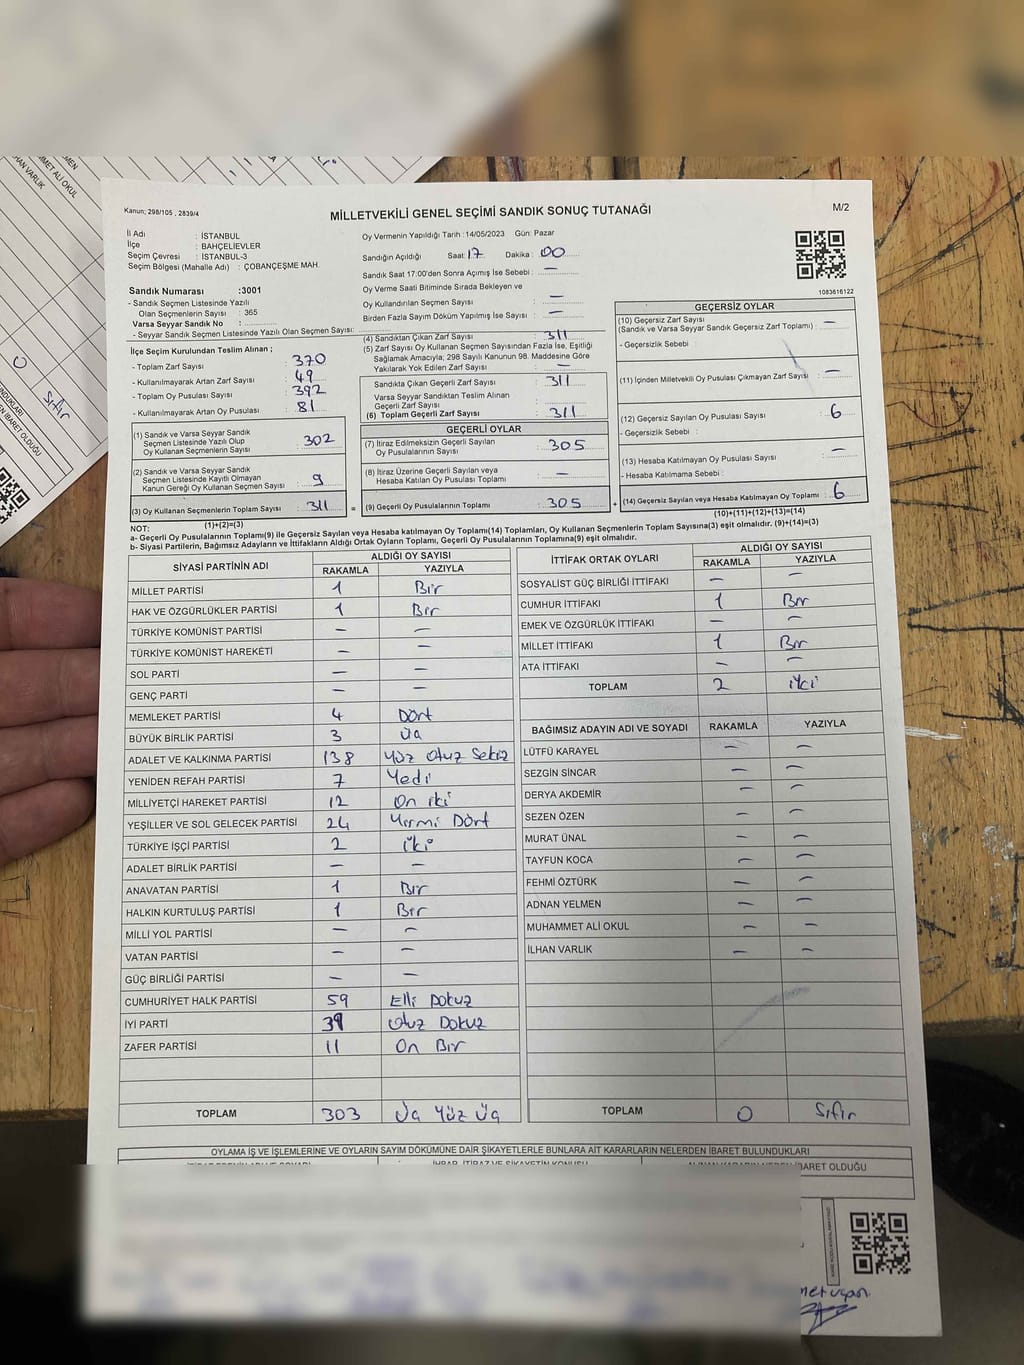 Kanun; 298/105 , 2839/4
MİLLETVEKİLİ GENEL SEÇİMİ SANDIK SONUÇ TUTANAĞI
M/2
İl Adı : İSTANBUL
İlçe : BAHÇELİEVLER
Seçim Çevresi : İSTANBUL-3
Seçim Bölgesi (Mahalle Adı) : ÇOBANÇEŞME MAH.
Sandık Numarası :3001
- Sandık Seçmen Listesinde Yazılı
Olan Seçmenlerin Sayısı : 365
Varsa Seyyar Sandık No :
- Seyyar Sandık Seçmen Listesinde Yazılı Olan Seçmen Sayısı:
Oy Vermenin Yapıldığı Tarih :14/05/2023 Gün: Pazar
Sandığın Açıldığı Saat: 17 Dakika : 00
Sandık Saat 17:00'den Sonra Açımış İse Sebebi : —
Oy Verme Saati Bitiminde Sırada Bekleyen ve
Oy Kullandırılan Seçmen Sayısı : —
Birden Fazla Sayım Döküm Yapılmış İse Sayısı : —
1083616122
İlçe Seçim Kurulundan Teslim Alınan ;
- Toplam Zarf Sayısı : 370
- Kullanılmayarak Artan Zarf Sayısı : 49
- Toplam Oy Pusulası Sayısı : 392
- Kullanılmayarak Artan Oy Pusulası : 81
(1) Sandık ve Varsa Seyyar Sandık
Seçmen Listesinde Yazılı Olup
Oy Kullanan Seçmenlerin Sayısı : 302
(2) Sandık ve Varsa Seyyar Sandık
Seçmen Listesinde Kayıtlı Olmayan
Kanun Gereği Oy Kullanan Seçmen Sayısı : 9
(3) Oy Kullanan Seçmenlerin Toplam Sayısı : 311
(1)+(2)=(3)
(4) Sandıktan Çıkan Zarf Sayısı : 311
(5) Zarf Sayısı Oy Kullanan Seçmen Sayısından Fazla İse, Eşitliği
Sağlamak Amacıyla; 298 Sayılı Kanunun 98. Maddesine Göre
Yakılarak Yok Edilen Zarf Sayısı : —
Sandıkta Çıkan Geçerli Zarf Sayısı : 311
Varsa Seyyar Sandıktan Teslim Alınan
Geçerli Zarf Sayısı :
(6) Toplam Geçerli Zarf Sayısı : 311
GEÇERLİ OYLAR
(7) İtiraz Edilmeksizin Geçerli Sayılan
Oy Pusulasının Sayısı : 305
(8) İtiraz Üzerine Geçerli Sayılan veya
Hesaba Katılan Oy Pusulası Toplamı : —
= (9) Geçerli Oy Pusulalarının Toplamı : 305
GEÇERSİZ OYLAR
(10) Geçersiz Zarf Sayısı : —
(Sandık ve Varsa Seyyar Sandık Geçersiz Zarf Toplamı)
- Geçersizlik Sebebi :
(11) İçinden Milletvekili Oy Pusulası Çıkmayan Zarf Sayısı : —
(12) Geçersiz Sayılan Oy Pusulası Sayısı : 6
- Geçersizlik Sebebi :
(13) Hesaba Katılmayan Oy Pusulası Sayısı : —
- Hesaba Katılmama Sebebi :
+ (14) Geçersiz Sayılan veya Hesaba Katılmayan Oy Toplamı : 6
(10)+(11)+(12)+(13)=(14)
NOT:
a- Geçerli Oy Pusulalarının Toplamı(9) ile Geçersiz Sayılan veya Hesaba katılmayan Oy Toplamı(14) Toplamları, Oy Kullanan Seçmenlerin Toplam Sayısına(3) eşit olmalıdır. (9)+(14)=(3)
b- Siyasi Partilerin, Bağımsız Adayların ve İttifakların Aldığı Ortak Oyların Toplamı, Geçerli Oy Pusulalarının Toplamına(9) eşit olmalıdır.
SİYASİ PARTİNİN ADI ALDIĞI OY SAYISI
RAKAMLA YAZIYLA
MİLLET PARTİSİ 1 Bir
HAK VE ÖZGÜRLÜKLER PARTİSİ 1 Bir
TÜRKİYE KOMÜNİST PARTİSİ — —
TÜRKİYE KOMÜNİST HAREKETİ — —
SOL PARTİ — —
GENÇ PARTİ — —
MEMLEKET PARTİSİ 4 Dört
BÜYÜK BİRLİK PARTİSİ 3 Üç
ADALET VE KALKINMA PARTİSİ 138 Yüz Otuz Sekiz
YENİDEN REFAH PARTİSİ 7 Yedi
MİLLİYETÇİ HAREKET PARTİSİ 12 On iki
YEŞİLLER VE SOL GELECEK PARTİSİ 24 Yirmi Dört
TÜRKİYE İŞÇİ PARTİSİ 2 iki
ADALET BİRLİK PARTİSİ — —
ANAVATAN PARTİSİ 1 Bir
HALKIN KURTULUŞ PARTİSİ 1 Bir
MİLLİ YOL PARTİSİ — —
VATAN PARTİSİ — —
GÜÇ BİRLİĞİ PARTİSİ — —
CUMHURİYET HALK PARTİSİ 59 Elli Dokuz
İYİ PARTİ 39 Otuz Dokuz
ZAFER PARTİSİ 11 On Bir
TOPLAM 303 Üç Yüz Üç
İTTİFAK ORTAK OYLARI ALDIĞI OY SAYISI
RAKAMLA YAZIYLA
SOSYALİST GÜÇ BİRLİĞİ İTTİFAKI — —
CUMHUR İTTİFAKI 1 Bir
EMEK VE ÖZGÜRLÜK İTTİFAKI — —
MİLLET İTTİFAKI 1 Bir
ATA İTTİFAKI — —
TOPLAM 2 iki
BAĞIMSIZ ADAYIN ADI VE SOYADI RAKAMLA YAZIYLA
LÜTFÜ KARAYEL — —
SEZGİN SİNCAR — —
DERYA AKDEMİR — —
SEZEN ÖZEN — —
MURAT ÜNAL — —
TAYFUN KOCA — —
FEHMİ ÖZTÜRK — —
ADNAN YELMEN — —
MUHAMMET ALİ OKUL — —
İLHAN VARLIK — —
TOPLAM 0 Sıfır
OYLAMA İŞ VE İŞLEMLERİNE VE OYLARIN SAYIM DÖKÜMÜNE DAİR ŞİKAYETLERLE BUNLARA AİT KARARLARIN NELERDEN İBARET BULUNDUKLARI
İBARET OLDUĞU
MET ALİ OKUL
HAN VARLIK
0 Sıfır
İBARET OLDUĞU